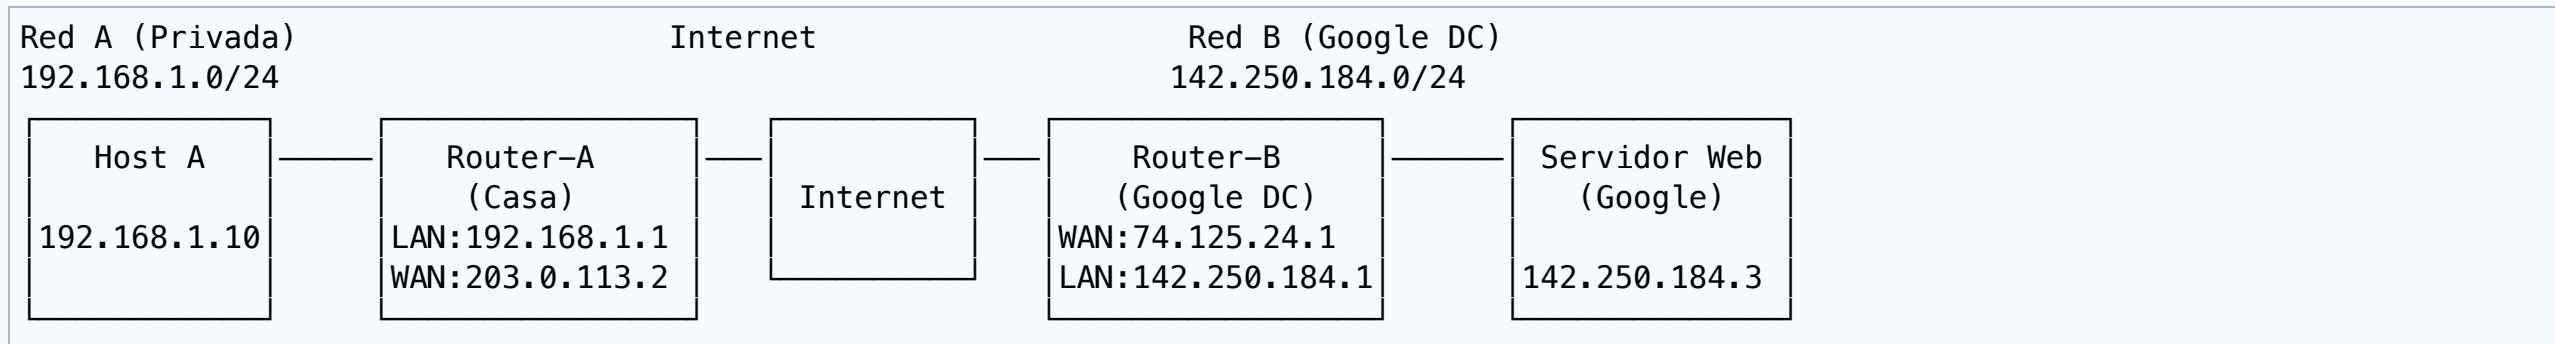 Red A (Privada) Internet Red B (Google DC)
192.168.1.0/24 142.250.184.0/24
Host A Router-A Router-B Servidor Web
(Casa) Internet (Google DC) (Google)
192.168.1.10 LAN:192.168.1.1 WAN:74.125.24.1
WAN:203.0.113.2 LAN:142.250.184.1 142.250.184.3